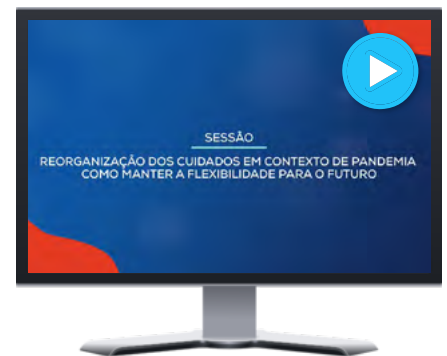 SESSÃO
REORGANIZAÇÃO DOS CUIDADOS EM CONTEXTO DE PANDEMIA
COMO MANTER A FLEXIBILIDADE PARA O FUTURO